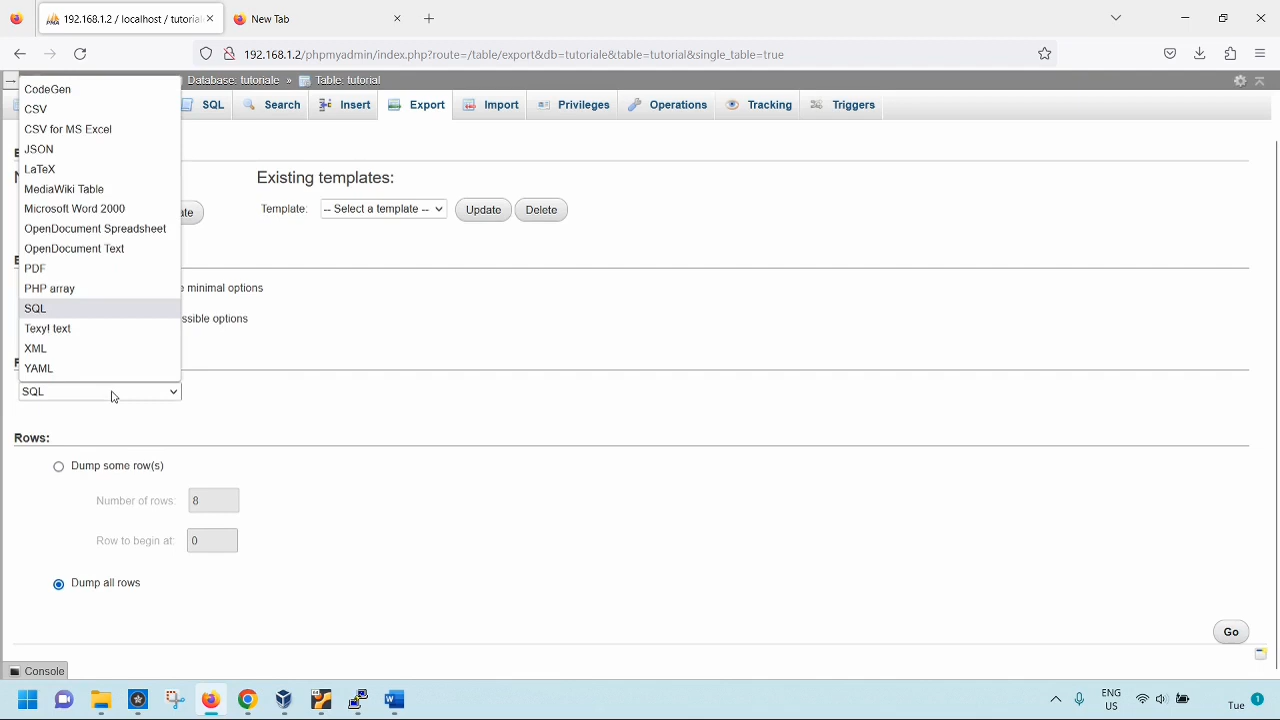 192.168.1.2 / localhost / tutorial
New Tab
192.168.1.2/phpmyadmin/index.php?route=/table/export&db=tutoriale&table=tutorial&single_table=true
Database: tutoriale » Table: tutorial
SQL Search Insert Export Import Privileges Operations Tracking Triggers
CodeGen
CSV
CSV for MS Excel
JSON
LaTeX
MediaWiki Table
Microsoft Word 2000
OpenDocument Spreadsheet
OpenDocument Text
PDF
PHP array
SQL
Texy! text
XML
YAML
SQL
Existing templates:
Template: -- Select a template -- Update Delete
minimal options
options
Rows:
Dump some row(s)
Number of rows: 8
Row to begin at: 0
Dump all rows
Go
Console
ENG
US
Tue 1